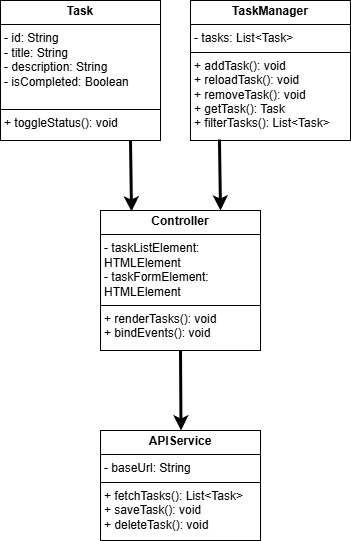 Task
- id: String
- title: String
- description: String
- isCompleted: Boolean
+ toggleStatus(): void
TaskManager
- tasks: List<Task>
+ addTask(): void
+ reloadTask(): void
+ removeTask(): void
+ getTask(): Task
+ filterTasks(): List<Task>
Controller
- taskListElement:
HTMLElement
- taskFormElement:
HTMLElement
+ renderTasks(): void
+ bindEvents(): void
APIService
- baseUrl: String
+ fetchTasks(): List<Task>
+ saveTask(): void
+ deleteTask(): void